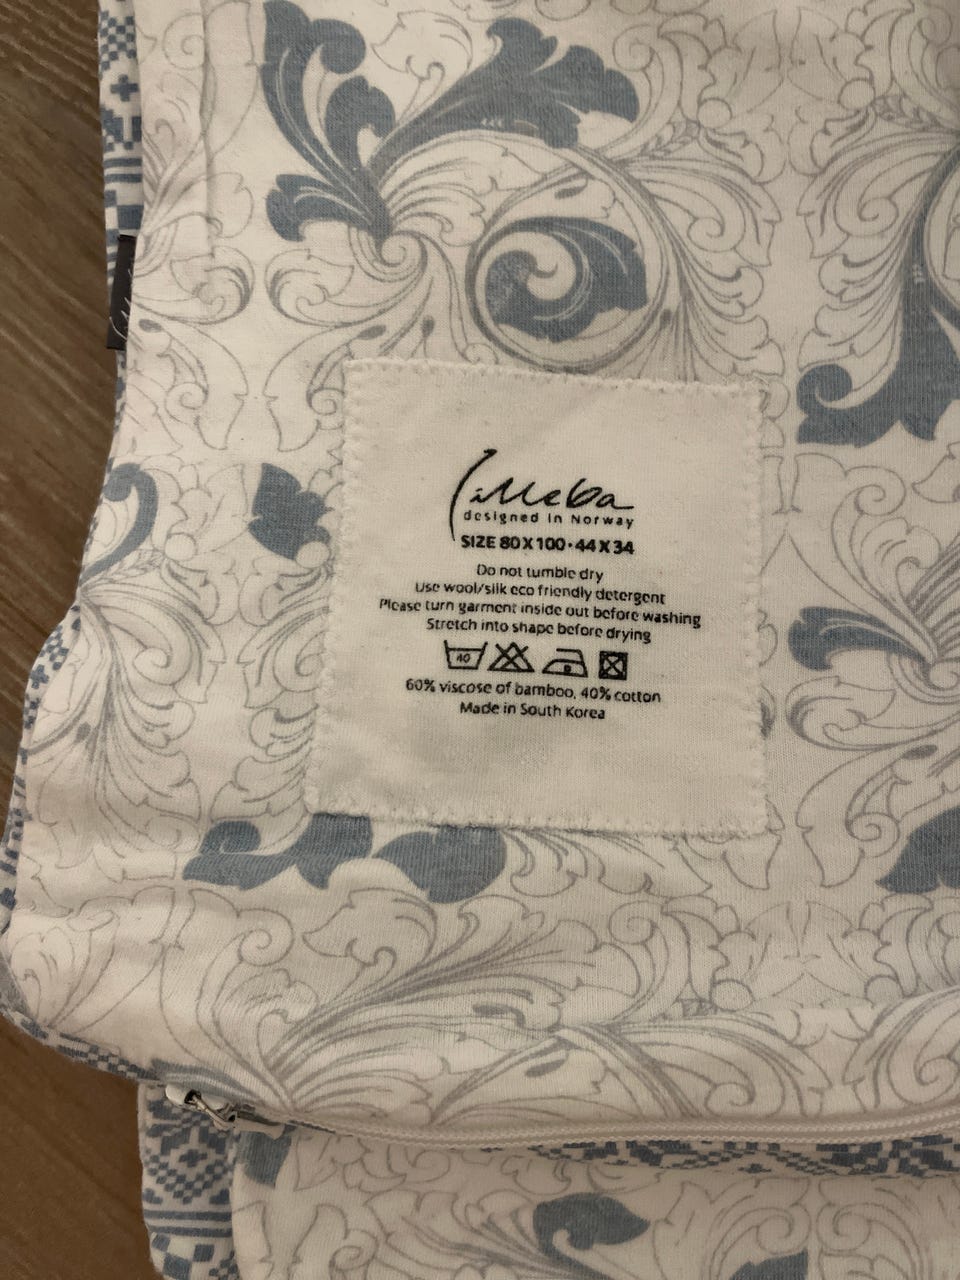 illeba
designed in Norway
SIZE 80X100·44X34
Do not tumble dry
Use wool/silk eco friendly detergent
Please turn garment inside out before washing
Stretch into shape before drying
40
60% viscose of bamboo, 40% cotton
Made in South Korea